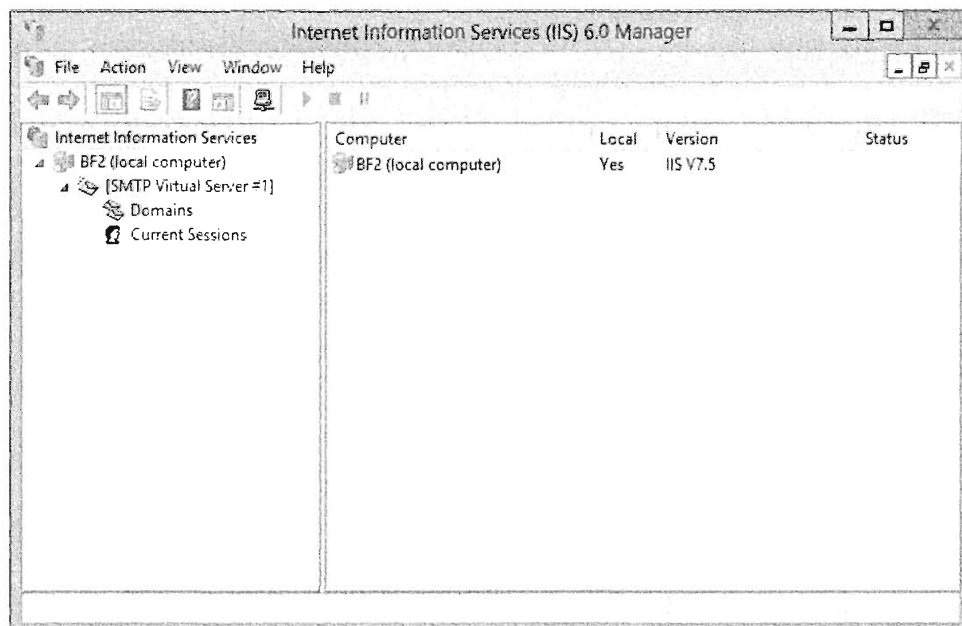 Internet Information Services (IIS) 6.0 Manager
File Action View Window Help
Internet Information Services
BF2 (local computer)
[SMTP Virtual Server #1]
Domains
Current Sessions
Computer Local Version Status
BF2 (local computer) Yes IIS V7.5